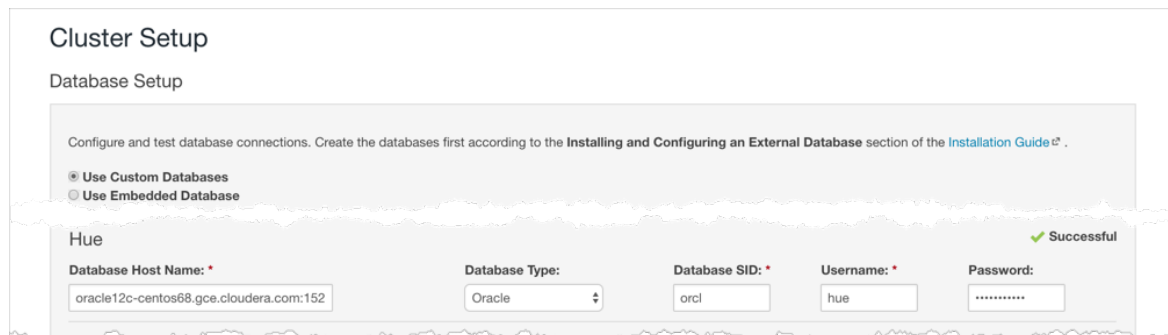 Cluster Setup
Database Setup
Configure and test database connections. Create the databases first according to the Installing and Configuring an External Database section of the Installation Guide .
Use Custom Databases
Use Embedded Database
Hue Successful
Database Host Name: * Database Type: Database SID: * Username: * Password:
oracle12c-centos68.gce.cloudera.com:152 Oracle orcl hue •••••••••••